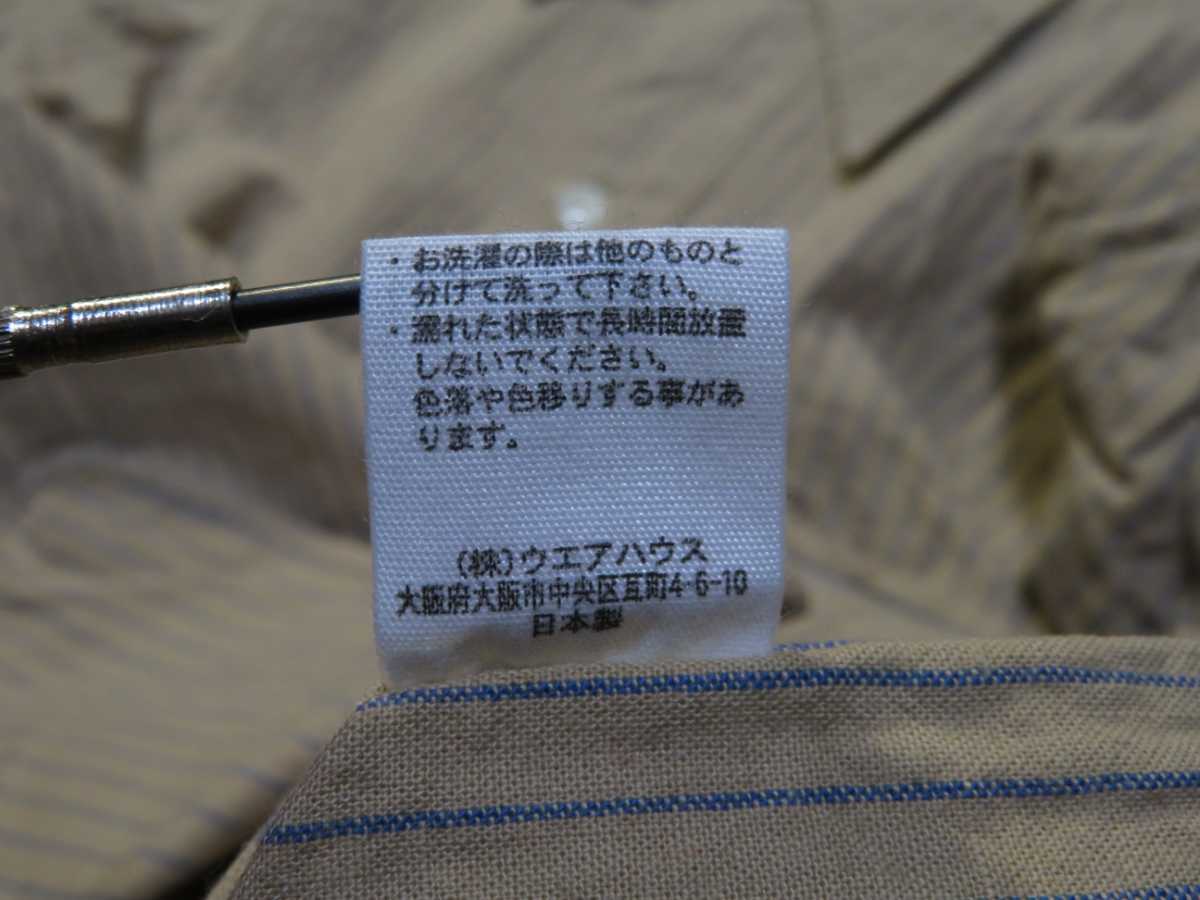 ・お洗濯の際は他のものと
分けて洗って下さい。
・濡れた状態で長時間放置
しないでください。
色落や色移りする事があ
ります。
(株)ウエアハウス
大阪府大阪市中央区瓦町4-6-10
日本製